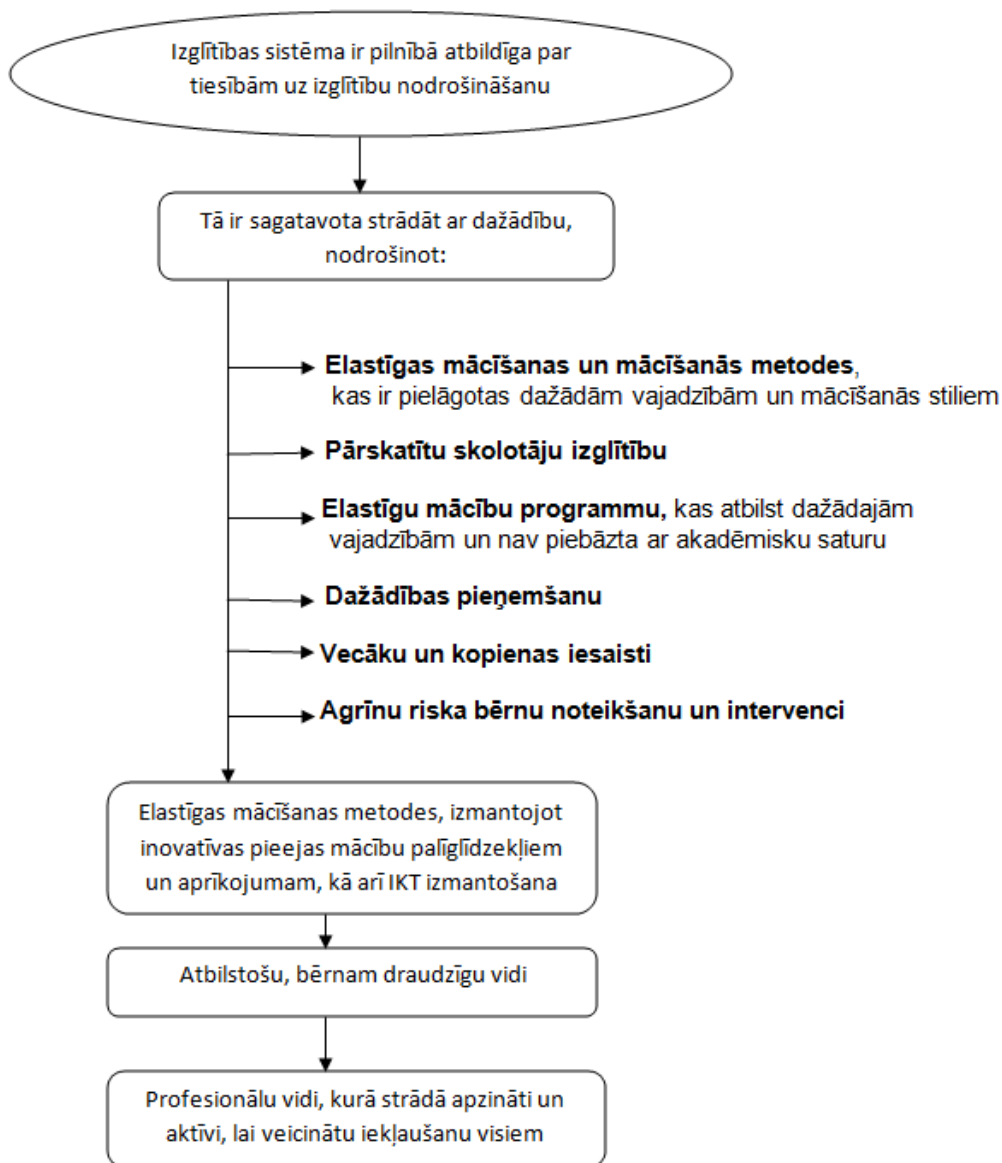 Izglītības sistēma ir pilnībā atbildīga par
tiesībām uz izglītību nodrošināšanu
Tā ir sagatavota strādāt ar dažādību,
nodrošinot:
Elastīgas mācīšanas un mācīšanās metodes,
kas ir pielāgotas dažādām vajadzībām un mācīšanās stiliem
Pārskatītu skolotāju izglītību
Elastīgu mācību programmu, kas atbilst dažādajām
vajadzībām un nav piebāzta ar akadēmisku saturu
Dažādības pieņemšanu
Vecāku un kopienas iesaisti
Agrīnu riska bērnu noteikšanu un intervenci
Elastīgas mācīšanas metodes, izmantojot
inovatīvas pieejas mācību palīglīdzekļiem
un aprīkojumam, kā arī IKT izmantošana
Atbilstošu, bērnam draudzīgu vidi
Profesionālu vidi, kurā strādā apzināti un
aktīvi, lai veicinātu iekļaušanu visiem